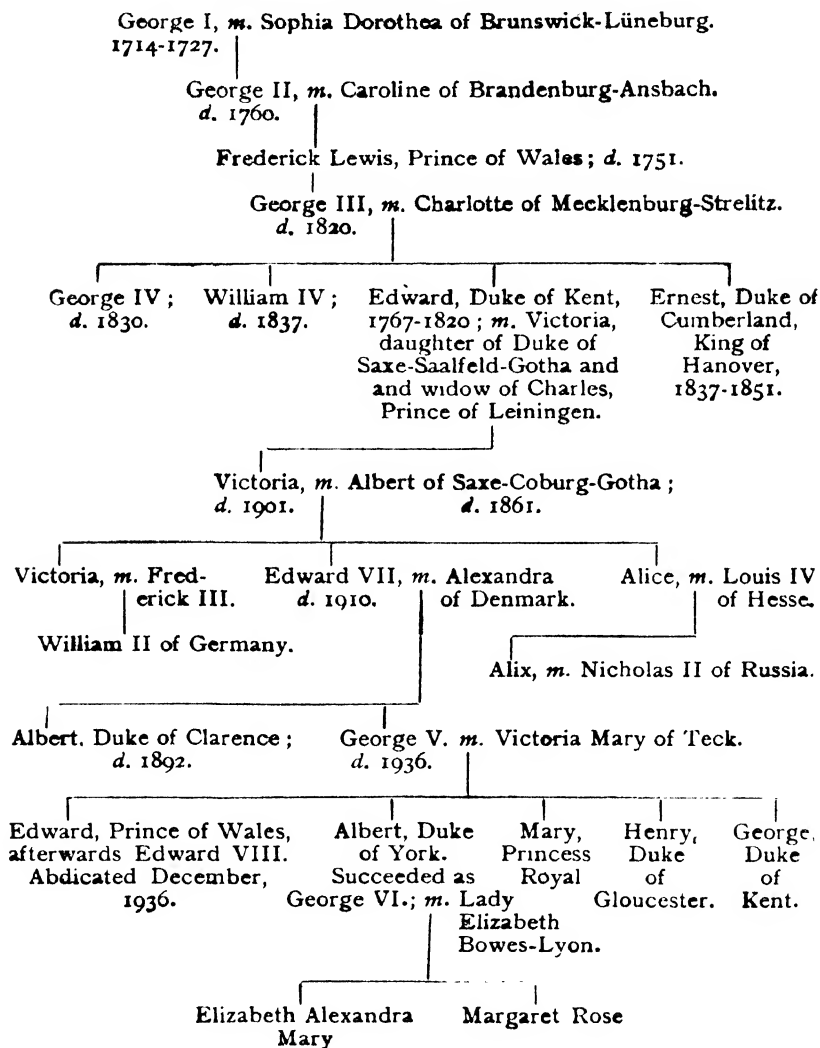 George I, m. Sophia Dorothea of Brunswick-Lüneburg.
1714-1727.
George II, m. Caroline of Brandenburg-Ansbach.
d. 1760.
Frederick Lewis, Prince of Wales; d. 1751.
George III, m. Charlotte of Mecklenburg-Strelitz.
d. 1820.
George IV;
d. 1830.
William IV;
d. 1837.
Edward, Duke of Kent,
1767-1820; m. Victoria,
daughter of Duke of
Saxe-Saalfeld-Gotha and
and widow of Charles,
Prince of Leiningen.
Ernest, Duke of
Cumberland,
King of
Hanover,
1837-1851.
Victoria, m. Albert of Saxe-Coburg-Gotha;
d. 1901. d. 1861.
Victoria, m. Fred-
erick III.
Edward VII, m. Alexandra
d. 1910. of Denmark.
Alice, m. Louis IV
of Hesse.
William II of Germany.
Alix, m. Nicholas II of Russia.
Albert, Duke of Clarence;
d. 1892.
George V. m. Victoria Mary of Teck.
d. 1936.
Edward, Prince of Wales,
afterwards Edward VIII.
Abdicated December,
1936.
Albert, Duke
of York.
Succeeded as
George VI.; m. Lady
Elizabeth
Bowes-Lyon.
Mary,
Princess
Royal
Henry,
Duke
of
Gloucester.
George,
Duke
of
Kent.
Elizabeth Alexandra
Mary
Margaret Rose